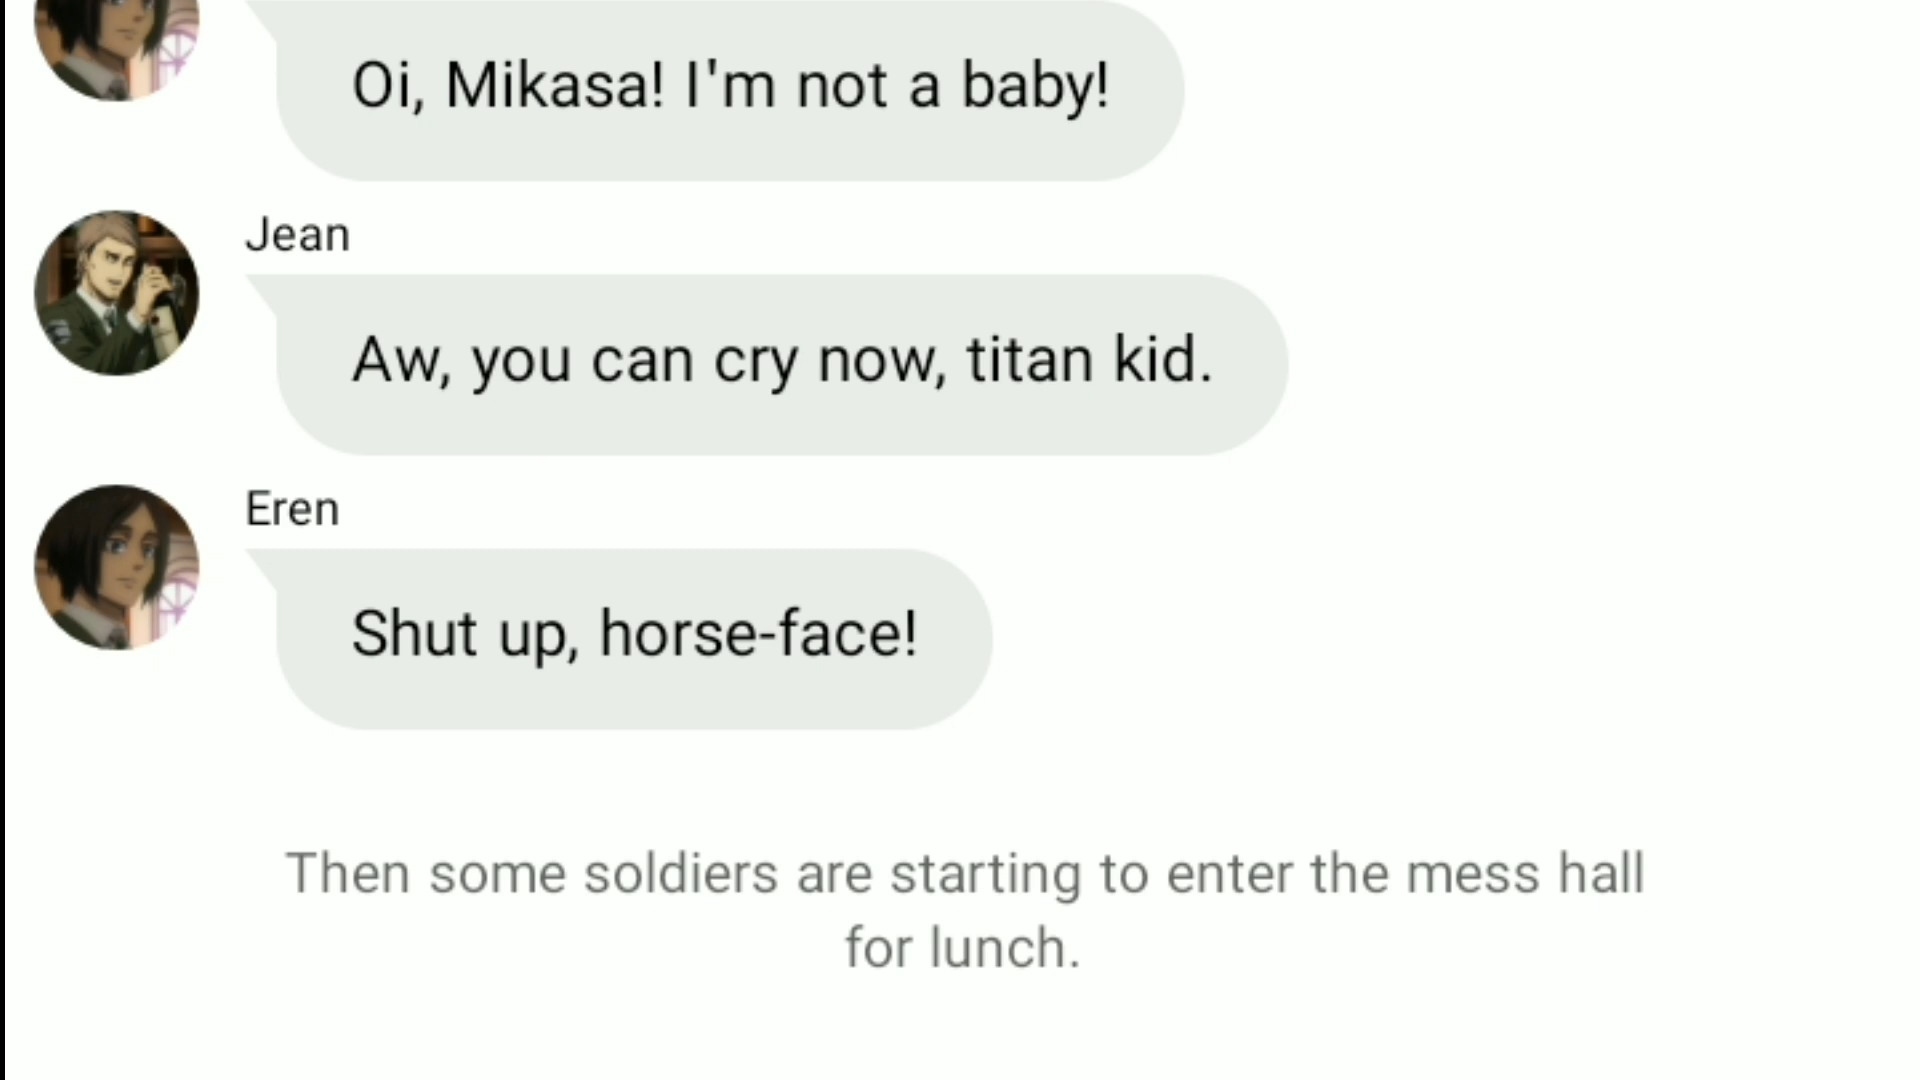 Oi, Mikasa! I'm not a baby!
Jean
Aw, you can cry now, titan kid.
Eren
Shut up, horse-face!
Then some soldiers are starting to enter the mess hall
for lunch.